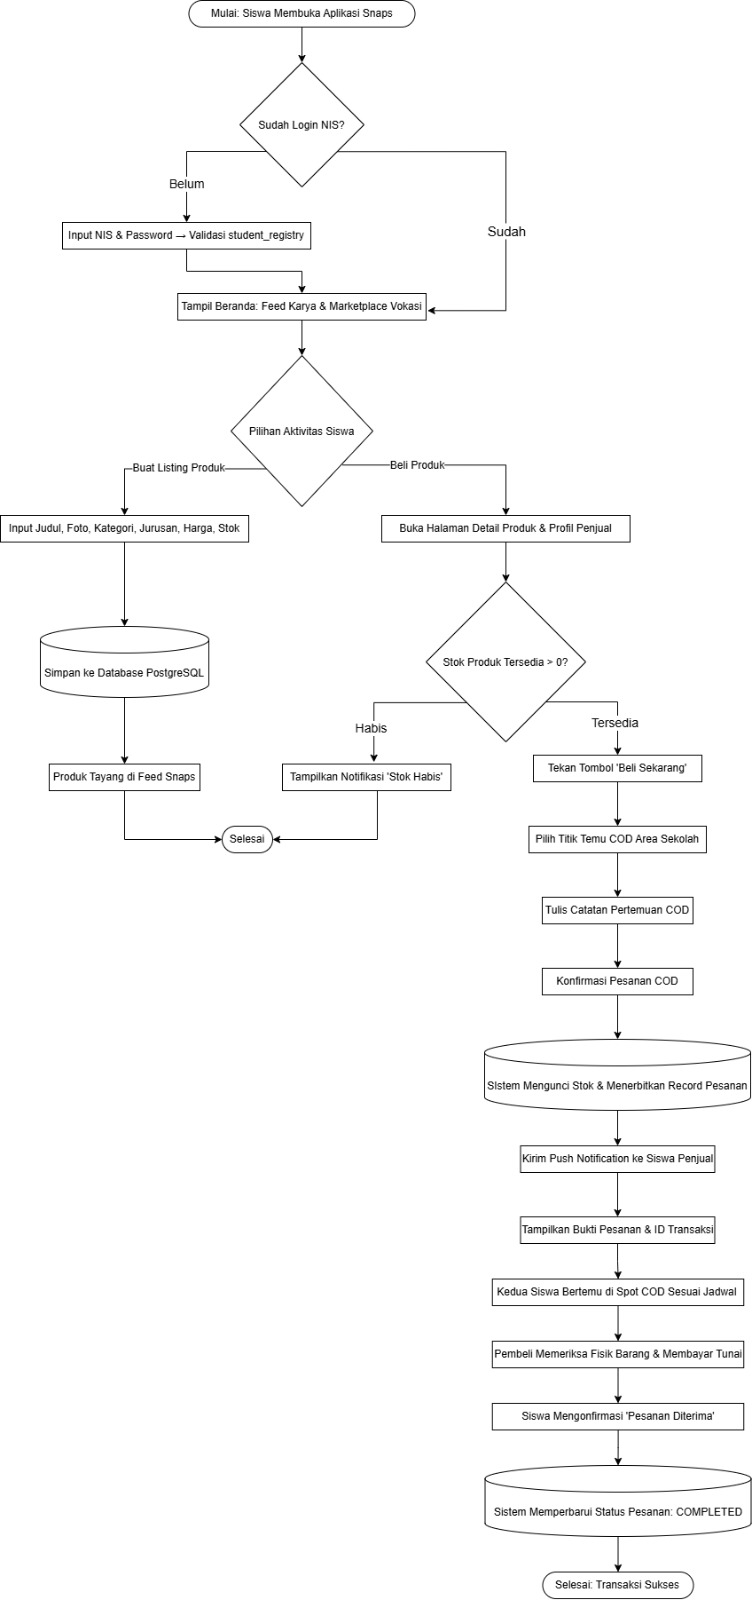 Mulai: Siswa Membuka Aplikasi Snaps
Sudah Login NIS?
Belum
Sudah
Input NIS & Password → Validasi student_registry
Tampil Beranda: Feed Karya & Marketplace Vokasi
Pilihan Aktivitas Siswa
Buat Listing Produk
Beli Produk
Input Judul, Foto, Kategori, Jurusan, Harga, Stok
Buka Halaman Detail Produk & Profil Penjual
Simpan ke Database PostgreSQL
Stok Produk Tersedia > 0?
Habis
Tersedia
Produk Tayang di Feed Snaps
Tampilkan Notifikasi 'Stok Habis'
Tekan Tombol 'Beli Sekarang'
Selesai
Pilih Titik Temu COD Area Sekolah
Tulis Catatan Pertemuan COD
Konfirmasi Pesanan COD
SIstem Mengunci Stok & Menerbitkan Record Pesanan
Kirim Push Notification ke Siswa Penjual
Tampilkan Bukti Pesanan & ID Transaksi
Kedua Siswa Bertemu di Spot COD Sesuai Jadwal
Pembeli Memeriksa Fisik Barang & Membayar Tunai
Siswa Mengonfirmasi 'Pesanan Diterima'
Sistem Memperbarui Status Pesanan: COMPLETED
Selesai: Transaksi Sukses